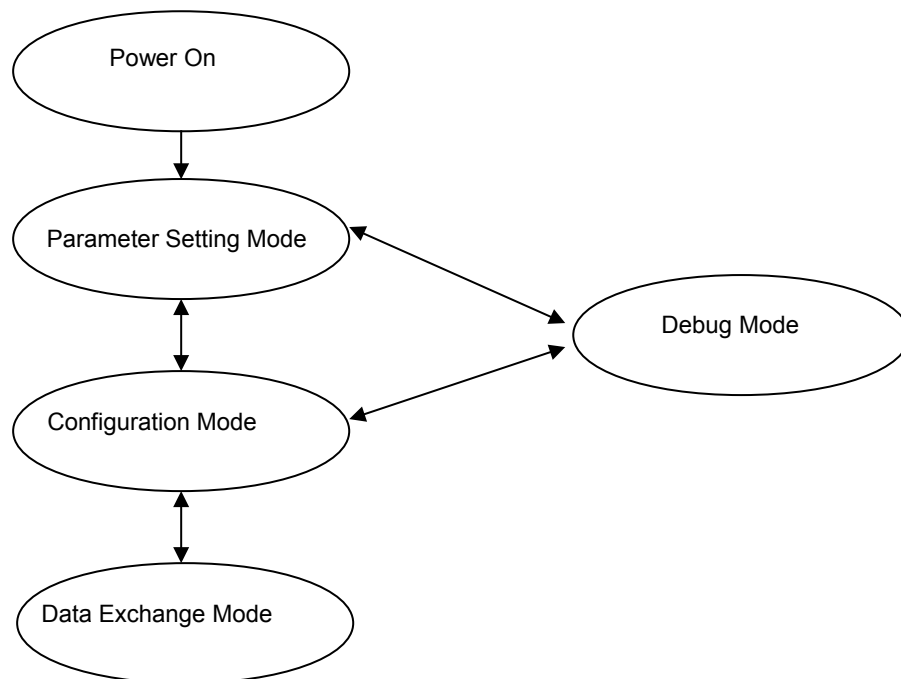 Power On
Parameter Setting Mode
Debug Mode
Configuration Mode
Data Exchange Mode